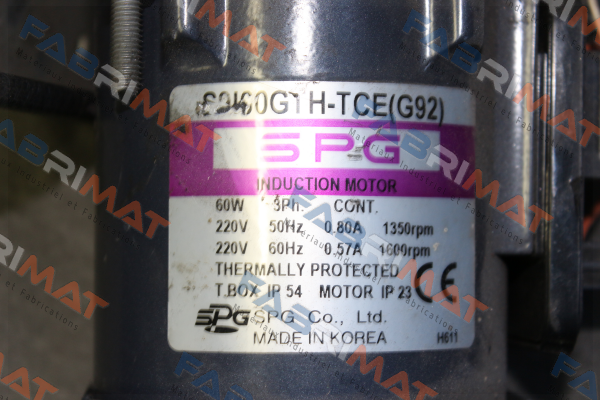 S9I60GTH-TCE(G92)
SPG
INDUCTION MOTOR
60W 3PH. CONT.
220V 50Hz 0.80A 1350rpm
220V 60Hz 0.57A 1600rpm
THERMALLY PROTECTED
T.BOX IP 54 MOTOR IP 23 CE
SPG SPG Co., Ltd.
MADE IN KOREA H611
FABRIMAT